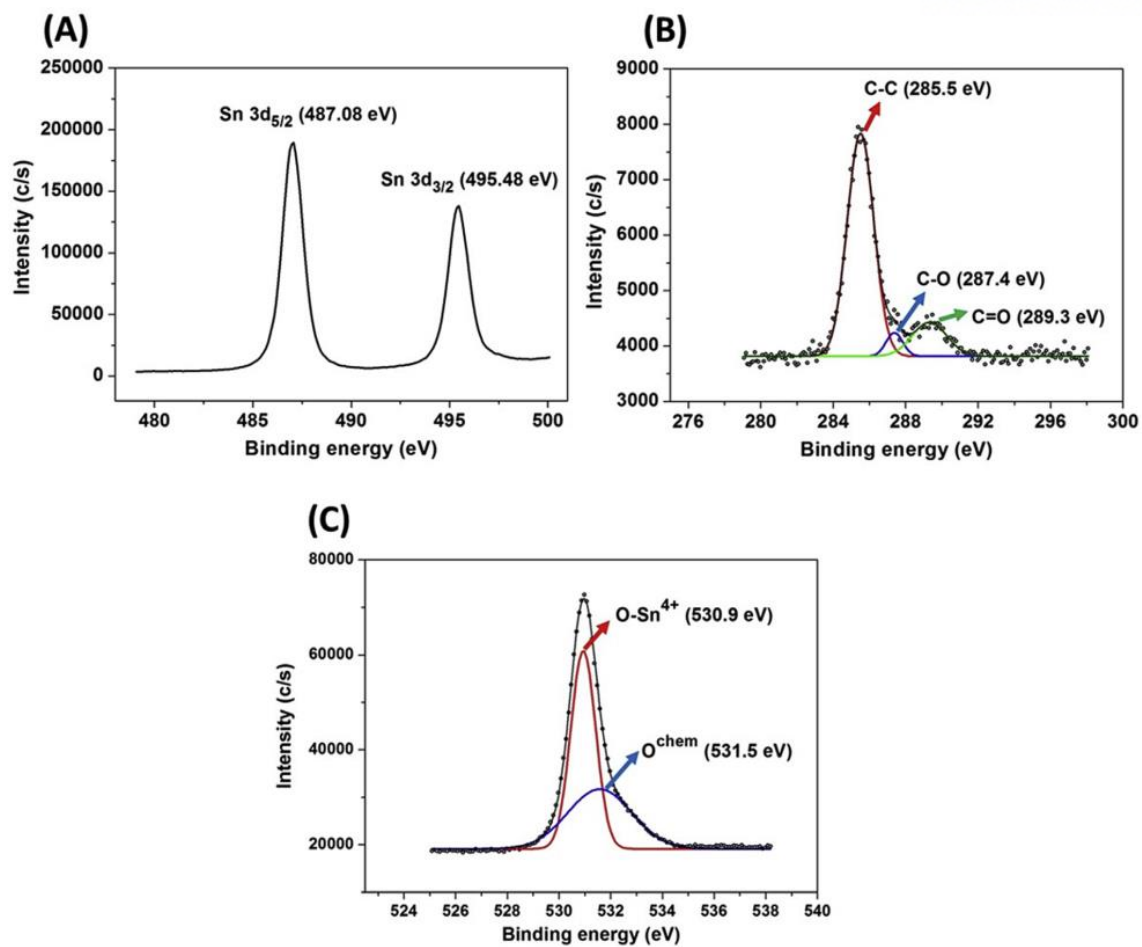 (A)
250000
200000
150000
100000
50000
0
Intensity (c/s)
Sn 3d5/2 (487.08 eV)
Sn 3d3/2 (495.48 eV)
480 485 490 495 500
Binding energy (eV)
(B)
9000
8000
7000
6000
5000
4000
3000
Intensity (c/s)
C-C (285.5 eV)
C-O (287.4 eV)
C=O (289.3 eV)
276 280 284 288 292 296 300
Binding energy (eV)
(C)
80000
60000
40000
20000
Intensity (c/s)
O-Sn4+ (530.9 eV)
Ochem (531.5 eV)
524 526 528 530 532 534 536 538 540
Binding energy (eV)